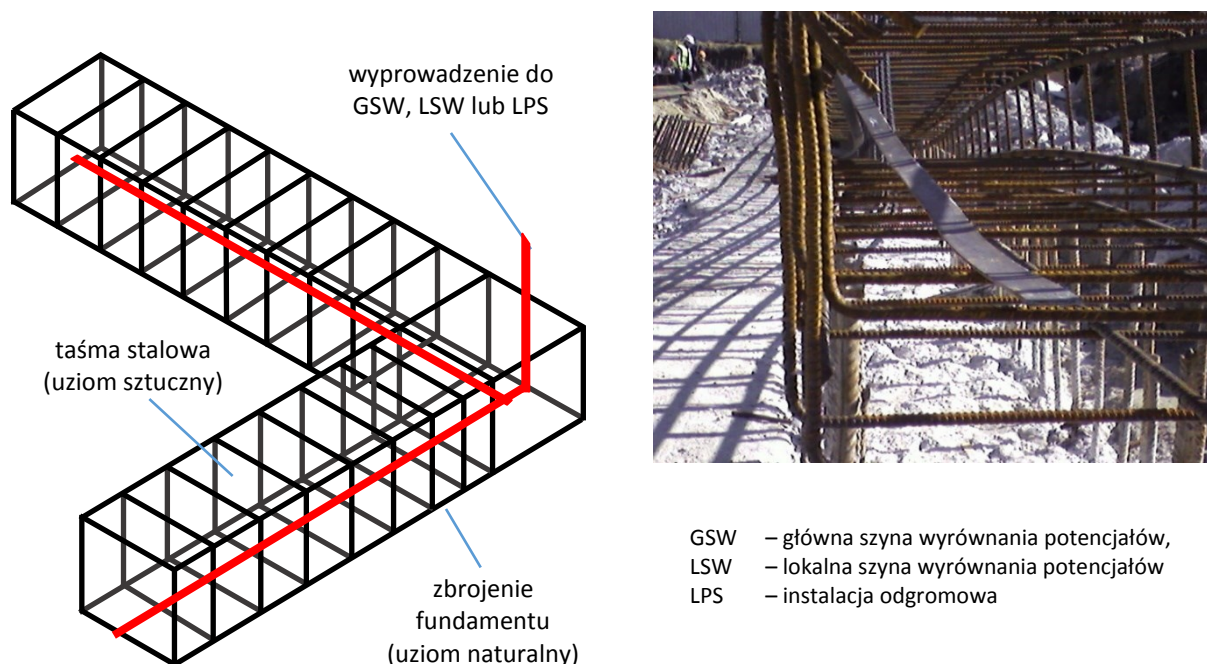 wyprowadzenie do
GSW, LSW lub LPS
taśma stalowa
(uziom sztuczny)
zbrojenie
fundamentu
(uziom naturalny)
GSW – główna szyna wyrównania potencjałów,
LSW – lokalna szyna wyrównania potencjałów
LPS – instalacja odgromowa